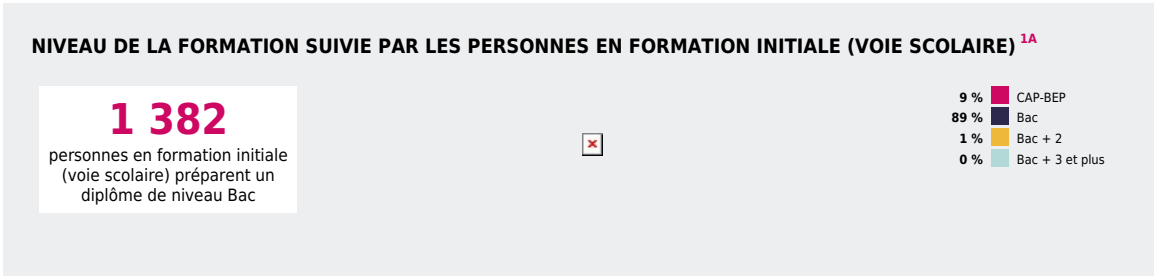 NIVEAU DE LA FORMATION SUIVIE PAR LES PERSONNES EN FORMATION INITIALE (VOIE SCOLAIRE) 1A
1 382
personnes en formation initiale
(voie scolaire) préparent un
diplôme de niveau Bac
9 % CAP-BEP
89 % Bac
1 % Bac + 2
0 % Bac + 3 et plus